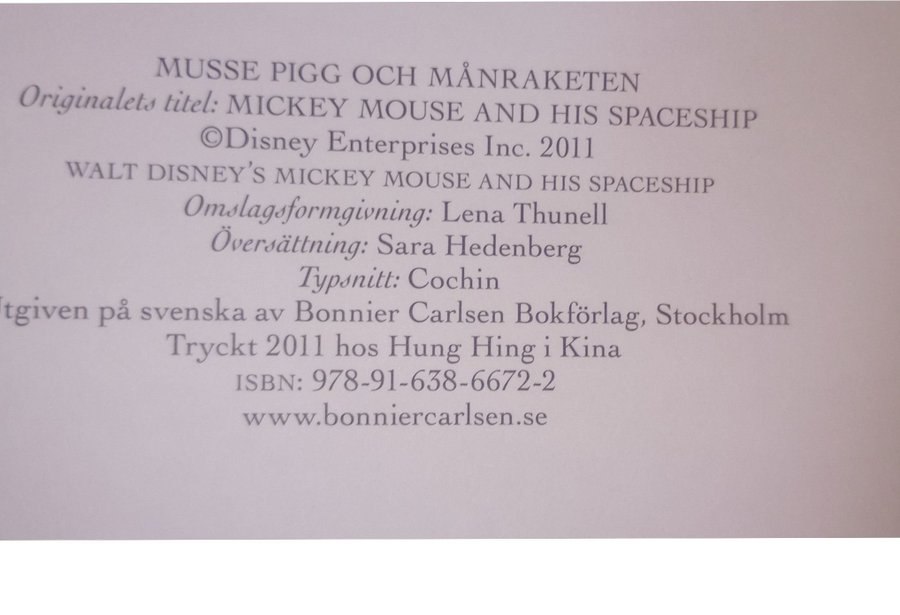 MUSSE PIGG OCH MÅNRAKETEN
Originalets titel: MICKEY MOUSE AND HIS SPACESHIP
©Disney Enterprises Inc. 2011
WALT DISNEY'S MICKEY MOUSE AND HIS SPACESHIP
Omslagsformgivning: Lena Thunell
Översättning: Sara Hedenberg
Typsnitt: Cochin
Utgiven på svenska av Bonnier Carlsen Bokförlag, Stockholm
Tryckt 2011 hos Hung Hing i Kina
ISBN: 978-91-638-6672-2
www.bonniercarlsen.se